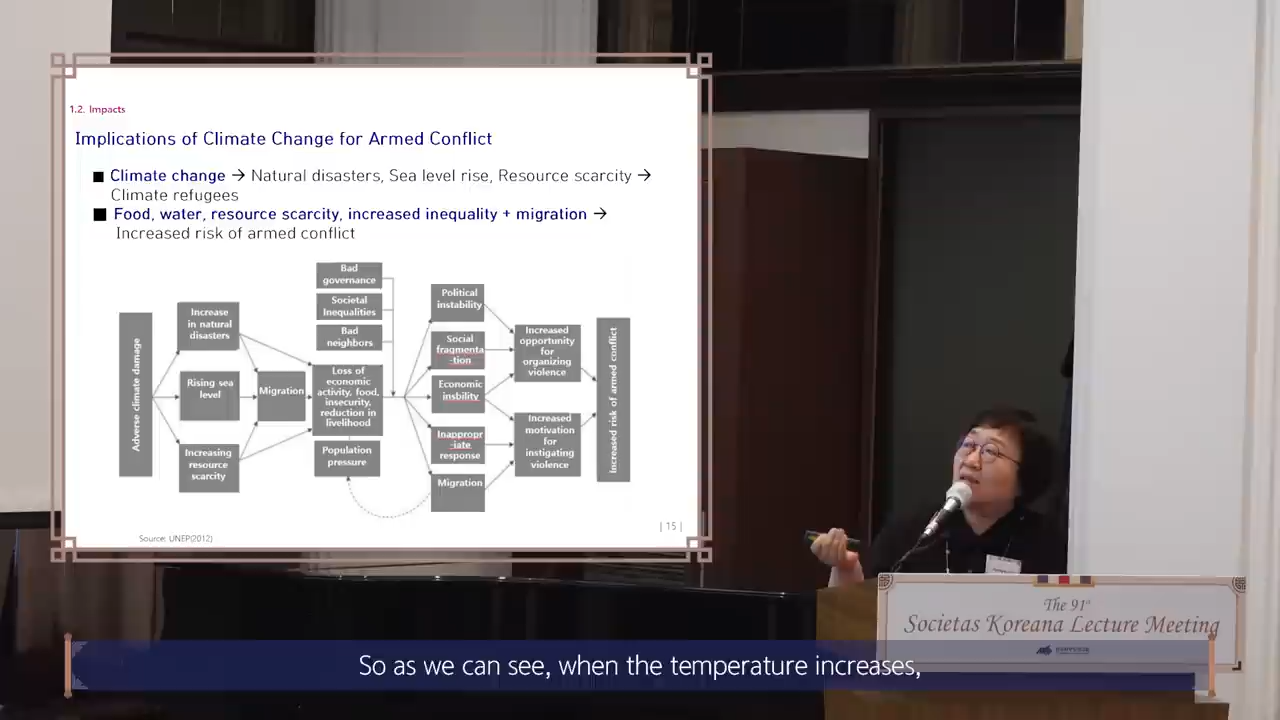 1.2. Impacts
Implications of Climate Change for Armed Conflict
■ Climate change → Natural disasters, Sea level rise, Resource scarcity →
Climate refugees
■ Food, water, resource scarcity, increased inequality + migration →
Increased risk of armed conflict
Adverse climate damage
Increase
in natural
disasters
Rising sea
level
Increasing
resource
scarcity
Migration
Bad
governance
Societal
Inequalities
Bad
neighbors
Loss of
economic
activity, food,
insecurity,
reduction in
livelihood
Population
pressure
Political
instability
Social
fragmenta
-tion
Economic
insbility
Inappropr
-iate
response
Migration
Increased
opportunity
for
organizing
violence
Increased
motivation
for
instigating
violence
Increased risk of armed conflict
Source: UNEP(2012)
| 15 |
The 91st
Societas Koreana Lecture Meeting
So as we can see, when the temperature increases,